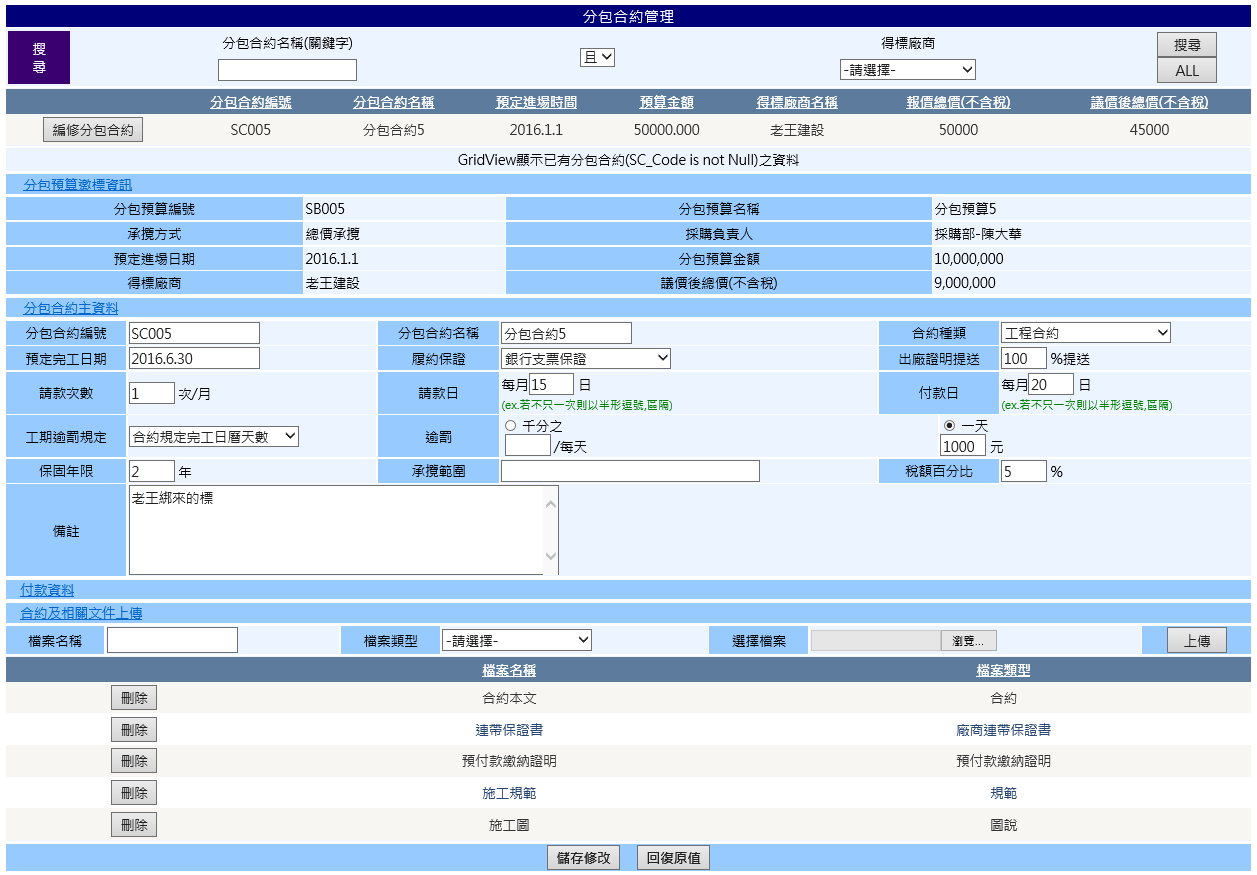 分包合約管理
搜
尋
分包合約名稱(關鍵字)
且
得標廠商
-請選擇-
搜尋
ALL
分包合約編號 分包合約名稱 預定進場時間 預算金額 得標廠商名稱 報價總價(不含稅) 議價後總價(不含稅)
編修分包合約 SC005 分包合約5 2016.1.1 50000.000 老王建設 50000 45000
GridView顯示已有分包合約(SC_Code is not Null)之資料
分包預算邀標資訊
分包預算編號 SB005 分包預算名稱 分包預算5
承攬方式 總價承攬 採購負責人 採購部-陳大華
預定進場日期 2016.1.1 分包預算金額 10,000,000
得標廠商 老王建設 議價後總價(不含稅) 9,000,000
分包合約主資料
分包合約編號 SC005 分包合約名稱 分包合約5 合約種類 工程合約
預定完工日期 2016.6.30 履約保證 銀行支票保證 出廠證明提送 100 %提送
請款次數 1 次/月 請款日 每月15 日 付款日 每月20 日
(ex.若不只一次則以半形逗號,區隔) (ex.若不只一次則以半形逗號,區隔)
工期逾罰規定 合約規定完工日曆天數 逾罰 千分之 /每天 一天 1000 元
保固年限 2 年 承攬範圍 稅額百分比 5 %
備註 老王綁來的標
付款資料
合約及相關文件上傳
檔案名稱 檔案類型 -請選擇- 選擇檔案 瀏覽... 上傳
檔案名稱 檔案類型
刪除 合約本文 合約
刪除 連帶保證書 廠商連帶保證書
刪除 預付款繳納證明 預付款繳納證明
刪除 施工規範 規範
刪除 施工圖 圖說
儲存修改 回復原值